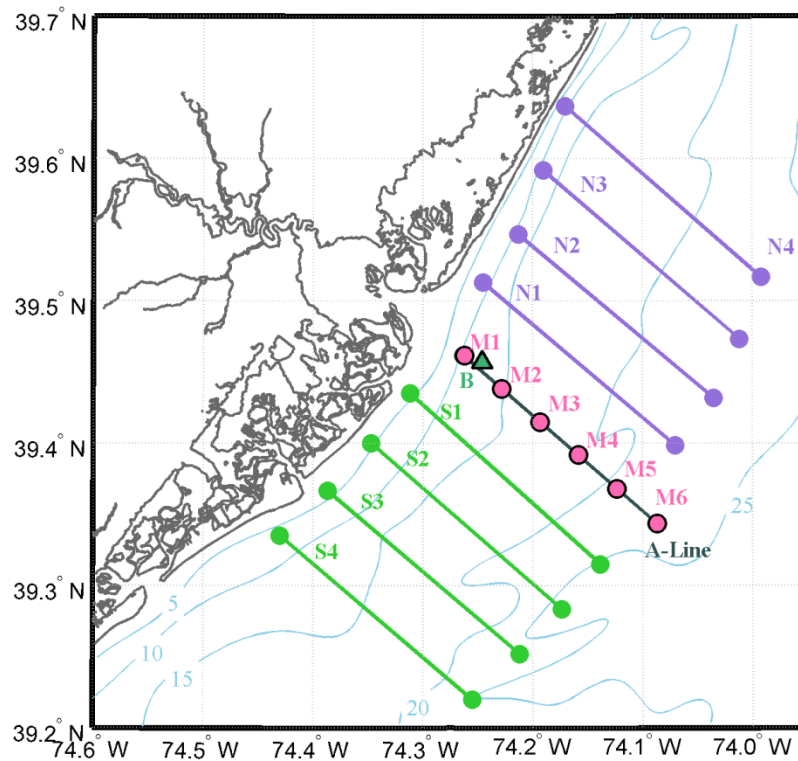 39.7° N
39.6° N
N3
N4
N2
39.5° N
N1
M1
B
M2
39.4° N
S1
M3
S2
M4
M5
S3
M6
25
S4
A-Line
39.3° N
5
10
15
20
39.2° N
74.6° W
74.5° W
74.4° W
74.3° W
74.2° W
74.1° W
74.0° W